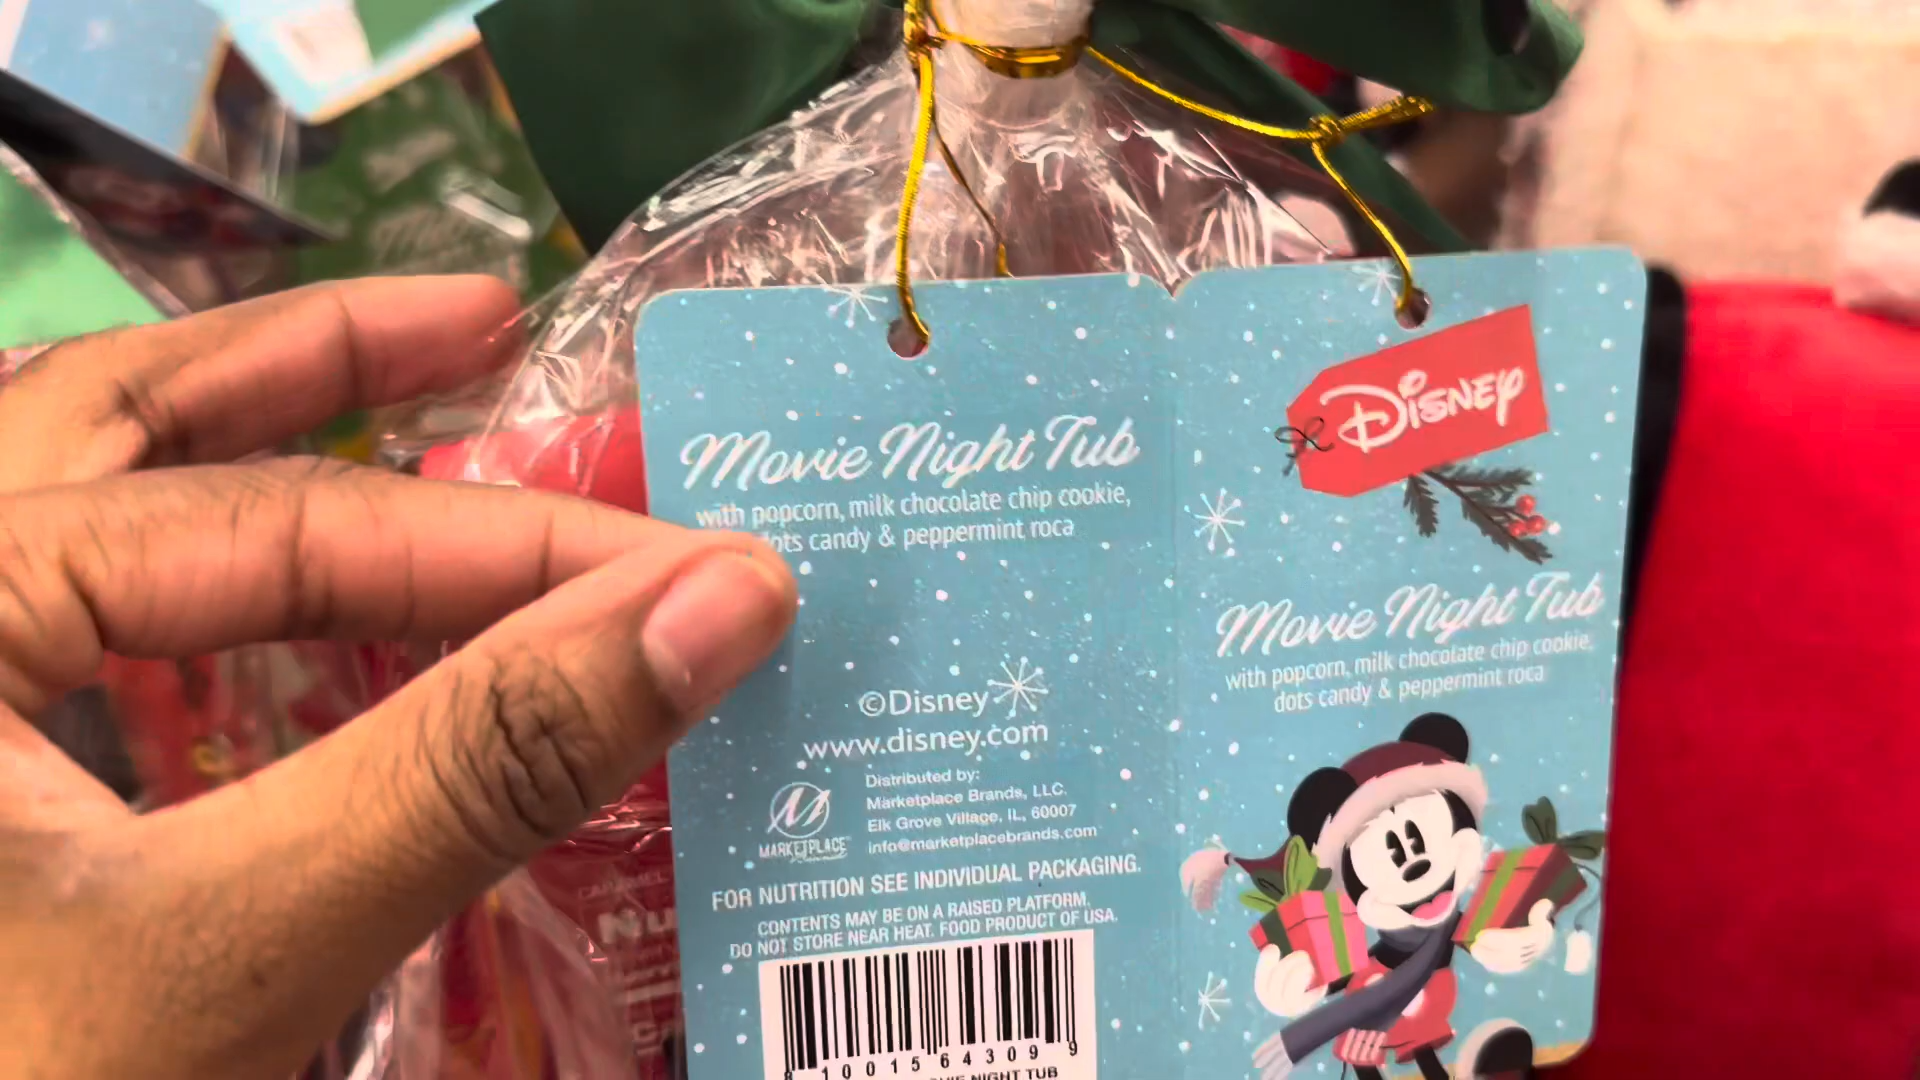 Movie Night Tub
with popcorn, milk chocolate chip cookie,
dots candy & peppermint roca
©Disney
www.disney.com
MARKETPLACE
Distributed by:
Marketplace Brands, LLC.
Elk Grove Village, IL, 60007
info@marketplacebrands.com
FOR NUTRITION SEE INDIVIDUAL PACKAGING.
CONTENTS MAY BE ON A RAISED PLATFORM.
DO NOT STORE NEAR HEAT. FOOD PRODUCT OF USA.
8 10015 64309 9
NIGHT TUB
Disney
Movie Night Tub
with popcorn, milk chocolate chip cookie,
dots candy & peppermint roca
CARAMEL